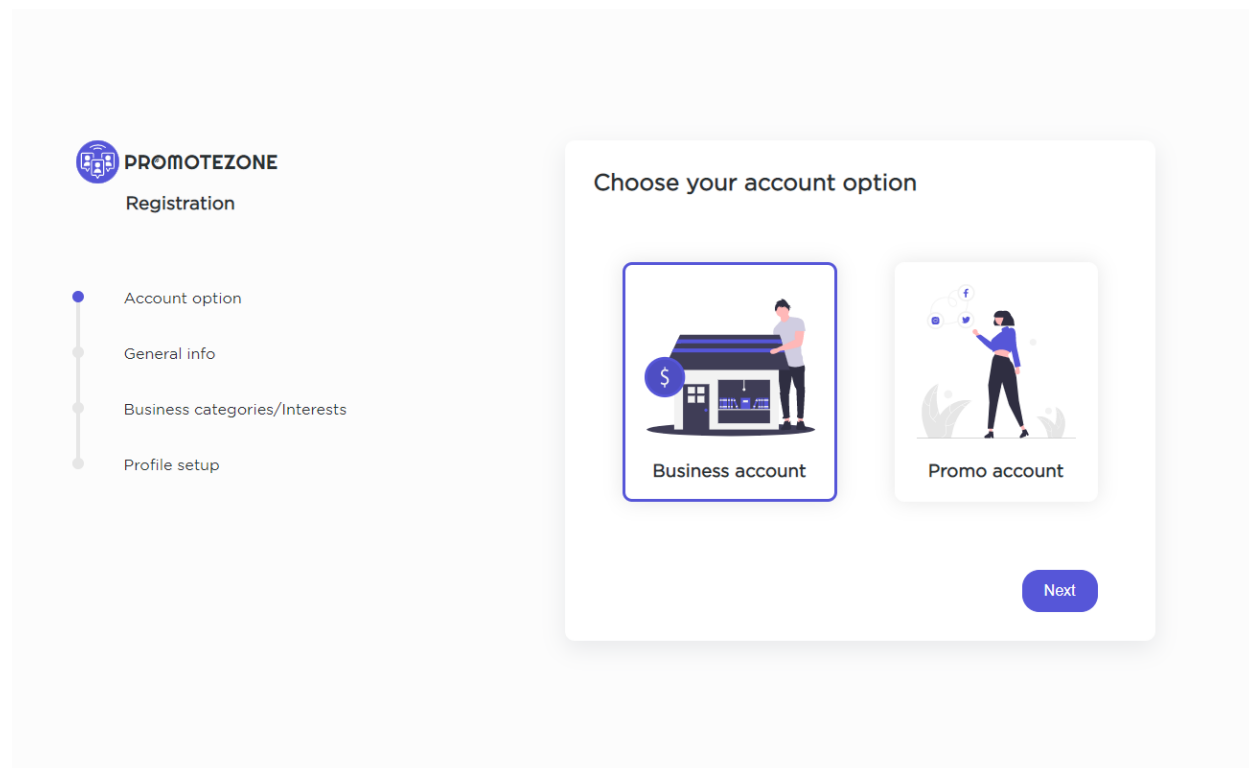 PROMOTEZONE
Registration
Account option
General info
Business categories/Interests
Profile setup
Choose your account option
$
Business account
Promo account
Next